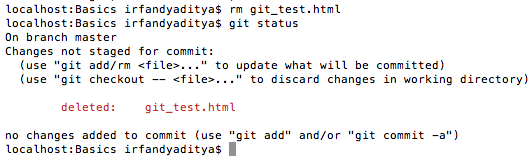 localhost:Basics irfandyaditya$ rm git_test.html
localhost:Basics irfandyaditya$ git status
On branch master
Changes not staged for commit:
  (use "git add/rm <file>..." to update what will be committed)
  (use "git checkout -- <file>..." to discard changes in working directory)

        deleted:    git_test.html

no changes added to commit (use "git add" and/or "git commit -a")
localhost:Basics irfandyaditya$